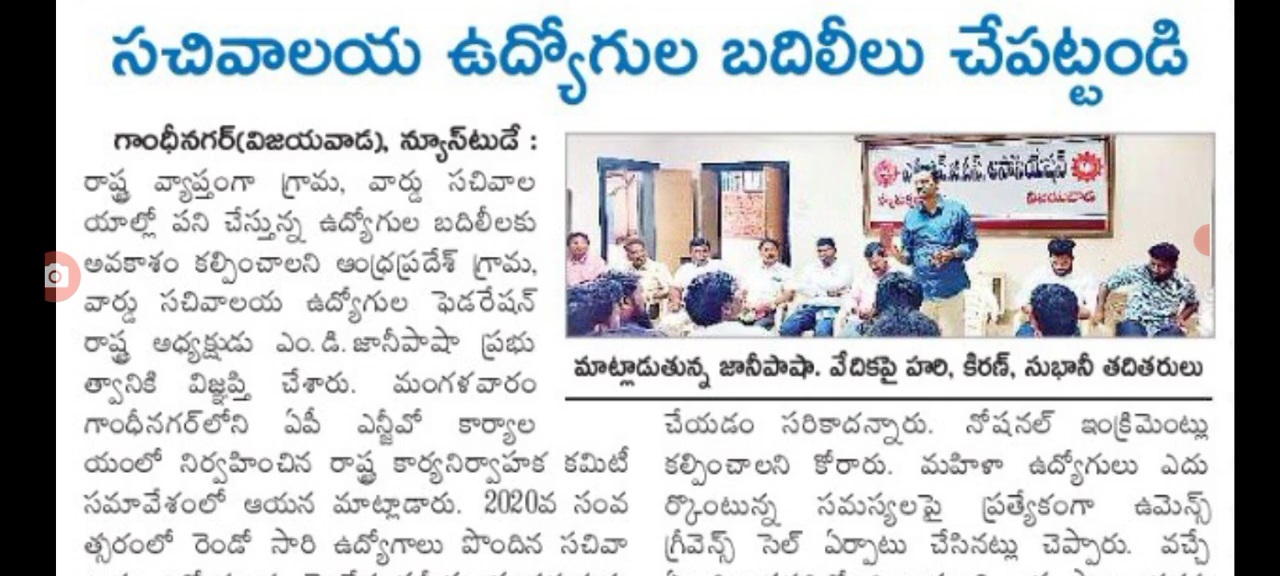 సచివాలయ ఉద్యోగుల బదిలీలు చేపట్టండి
గాంధీనగర్(విజయవాడ), న్యూస్‌టుడే :
రాష్ట్ర వ్యాప్తంగా గ్రామ, వార్డు సచివాల
యాల్లో పని చేస్తున్న ఉద్యోగుల బదిలీలకు
అవకాశం కల్పించాలని ఆంధ్రప్రదేశ్ గ్రామ,
వార్డు సచివాలయ ఉద్యోగుల ఫెడరేషన్
రాష్ట్ర అధ్యక్షుడు ఎం.డి.జానీపాషా ప్రభు
త్వానికి విజ్ఞప్తి చేశారు. మంగళవారం
గాంధీనగర్‌లోని ఏపీ ఎన్జీవో కార్యాల
యంలో నిర్వహించిన రాష్ట్ర కార్యనిర్వాహక కమిటీ
సమావేశంలో ఆయన మాట్లాడారు. 2020వ సంవ
త్సరంలో రెండో సారి ఉద్యోగాలు పొందిన సచివా
విజయవాడ
మాట్లాడుతున్న జానీపాషా. వేదికపై హరి, కిరణ్, సుభానీ తదితరులు
చేయడం సరికాదన్నారు. నోషనల్ ఇంక్రిమెంట్లు
కల్పించాలని కోరారు. మహిళా ఉద్యోగులు ఎదు
ర్కొంటున్న సమస్యలపై ప్రత్యేకంగా ఉమెన్స్
గ్రీవెన్స్ సెల్ ఏర్పాటు చేసినట్లు చెప్పారు. వచ్చే